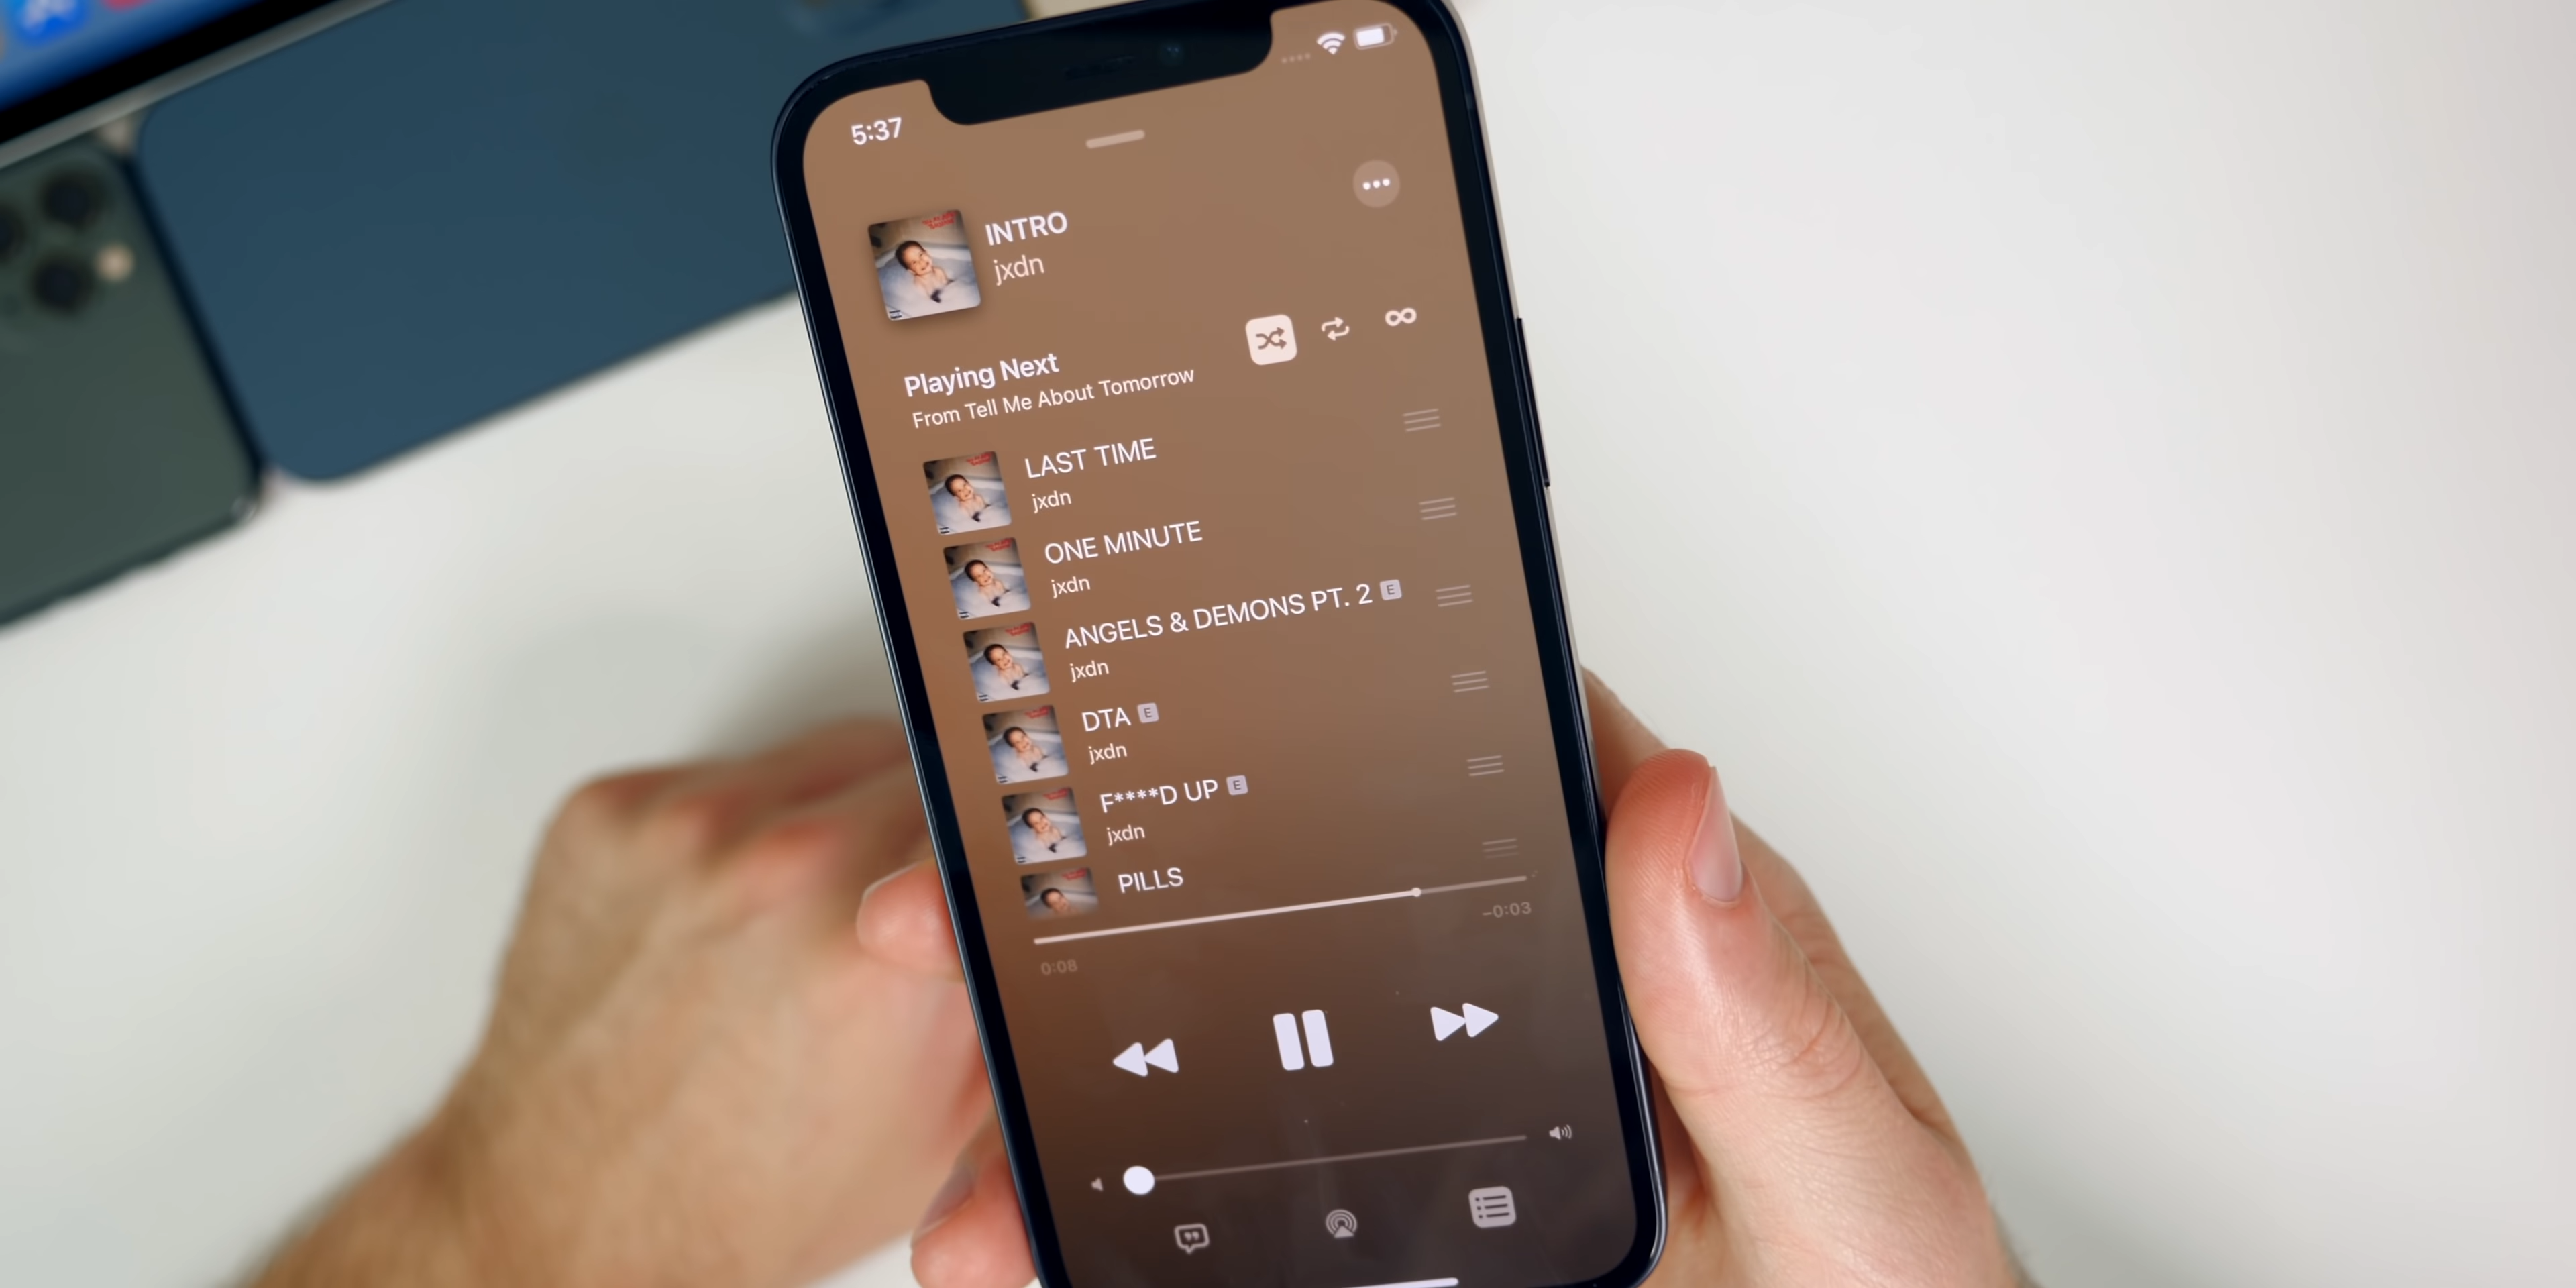 5:37
INTRO
jxdn
Playing Next
From Tell Me About Tomorrow
LAST TIME
jxdn
ONE MINUTE
jxdn
ANGELS & DEMONS PT. 2 E
jxdn
DTA E
jxdn
F****D UP E
jxdn
PILLS
0:08
-0:03